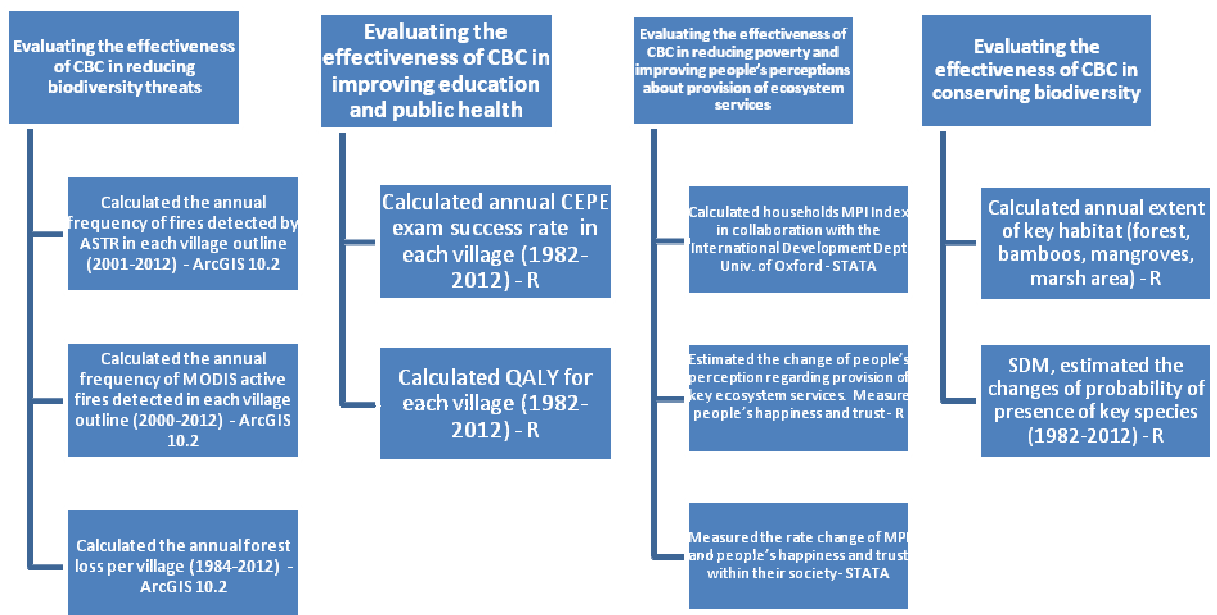 Evaluating the effectiveness
of CBC in reducing
biodiversity threats
Calculated the annual
frequency of fires detected by
ASTR in each village outline
(2001-2012) - ArcGIS 10.2
Calculated the annual
frequency of MODIS active
fires detected in each village
outline (2000-2012) - ArcGIS
10.2
Calculated the annual forest
loss per village (1984-2012) -
ArcGIS 10.2
Evaluating the
effectiveness of CBC in
improving education
and public health
Calculated annual CEPE
exam success rate in
each village (1982-
2012) - R
Calculated QALY for
each village (1982-
2012) - R
Evaluating the effectiveness of
CBC in reducing poverty and
improving people's perceptions
about provision of ecosystem
services
Calculated households MPI Index
in collaboration with the
International Development Dept
Univ. of Oxford - STATA
Estimated the change of people's
perception regarding provision of
key ecosystem services. Measure
people's happiness and trust- R
Measured the rate change of MPI
and people's happiness and trust
within their society- STATA
Evaluating the
effectiveness of CBC in
conserving biodiversity
Calculated annual extent
of key habitat (forest,
bamboos, mangroves,
marsh area) - R
SDM, estimated the
changes of probability of
presence of key species
(1982-2012) - R